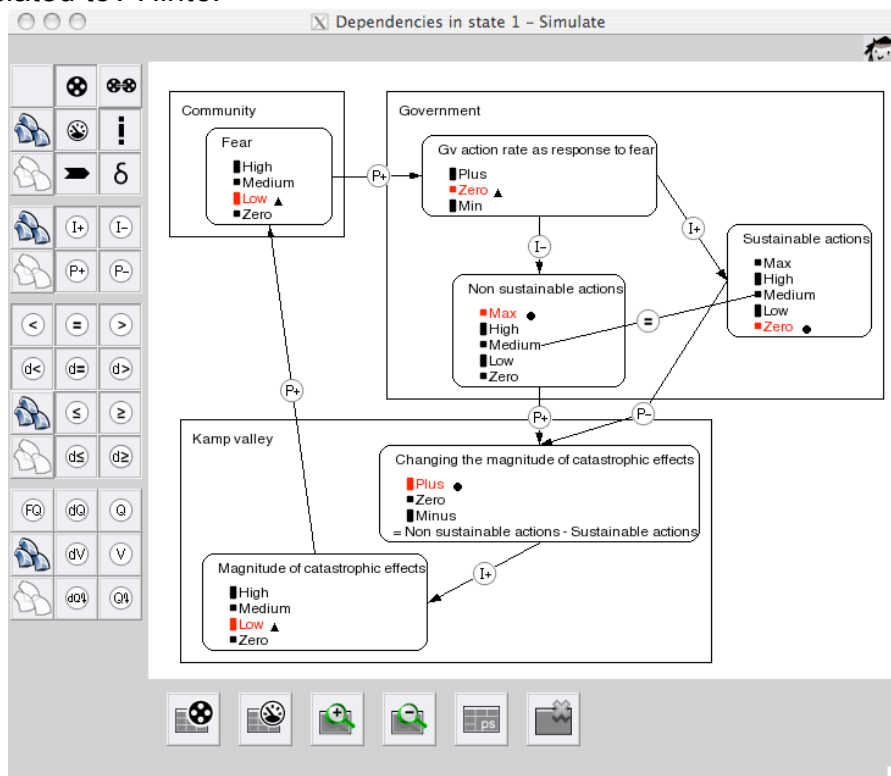 Dependencies in state 1 – Simulate
Community
Fear
High
Medium
Low
Zero
P+
Government
Gv action rate as response to fear
Plus
Zero
Min
I-
I+
Non sustainable actions
Max
High
Medium
Low
Zero
=
Sustainable actions
Max
High
Medium
Low
Zero
P+
P+
P-
Kamp valley
Changing the magnitude of catastrophic effects
Plus
Zero
Minus
= Non sustainable actions - Sustainable actions
I+
Magnitude of catastrophic effects
High
Medium
Low
Zero
δ
I+ I-
P+ P-
< = >
d< d= d>
≤ ≥
d≤ d≥
FQ dQ Q
dV V
ps